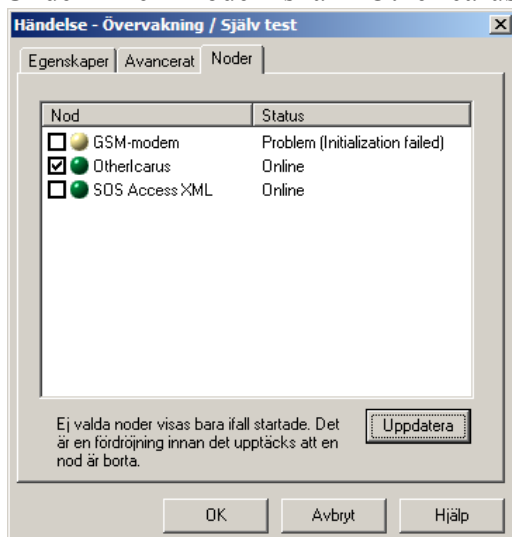 Händelse - Övervakning / Själv test
Egenskaper Avancerat Noder
Nod Status
GSM-modem Problem (Initialization failed)
OtherIcarus Online
SOS Access XML Online
Ej valda noder visas bara ifall startade. Det
är en fördröjning innan det upptäcks att en
nod är borta.
Uppdatera
OK Avbryt Hjälp